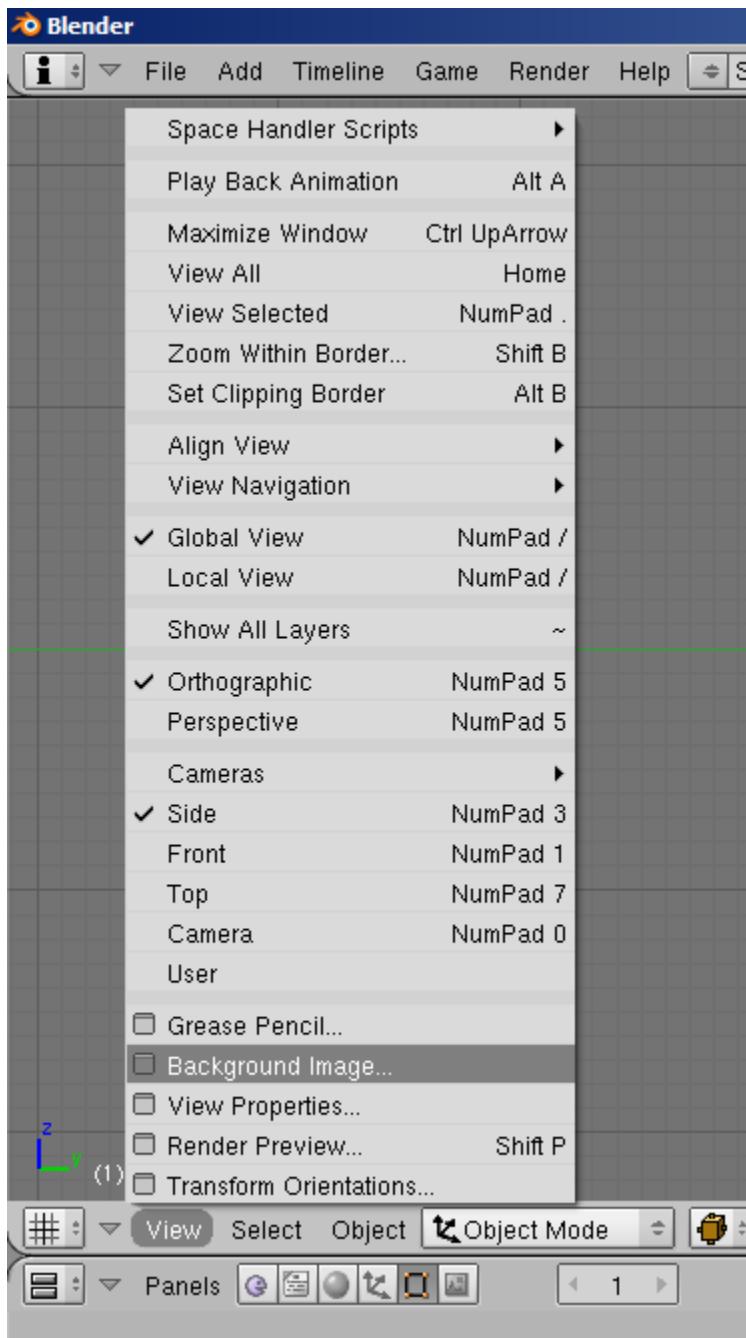 Blender
File Add Timeline Game Render Help
Space Handler Scripts
Play Back Animation Alt A
Maximize Window Ctrl UpArrow
View All Home
View Selected NumPad .
Zoom Within Border... Shift B
Set Clipping Border Alt B
Align View
View Navigation
Global View NumPad /
Local View NumPad /
Show All Layers ~
Orthographic NumPad 5
Perspective NumPad 5
Cameras
Side NumPad 3
Front NumPad 1
Top NumPad 7
Camera NumPad 0
User
Grease Pencil...
Background Image...
View Properties...
Render Preview... Shift P
Transform Orientations...
z
y
(1)
View Select Object Object Mode
Panels 1